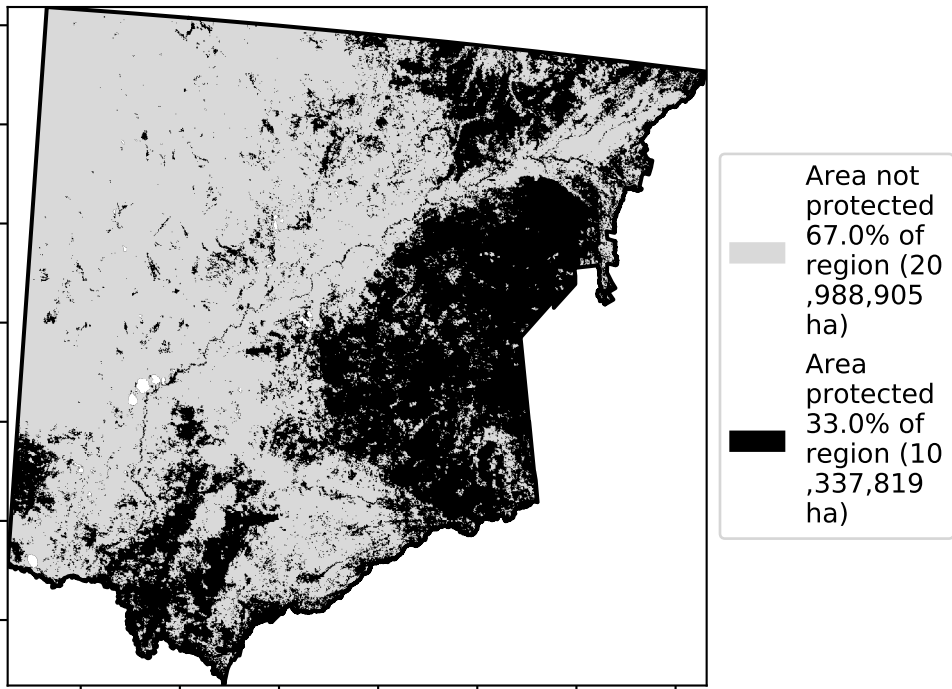 Area not
protected
67.0% of
region (20
,988,905
ha)
Area
protected
33.0% of
region (10
,337,819
ha)